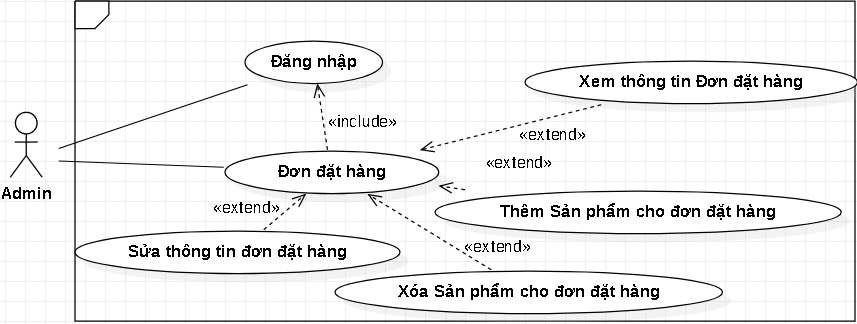 Đăng nhập
Xem thông tin Đơn đặt hàng
«include»
«extend»
«extend»
Đơn đặt hàng
Admin
«extend»
Thêm Sản phẩm cho đơn đặt hàng
Sửa thông tin đơn đặt hàng
«extend»
Xóa Sản phẩm cho đơn đặt hàng